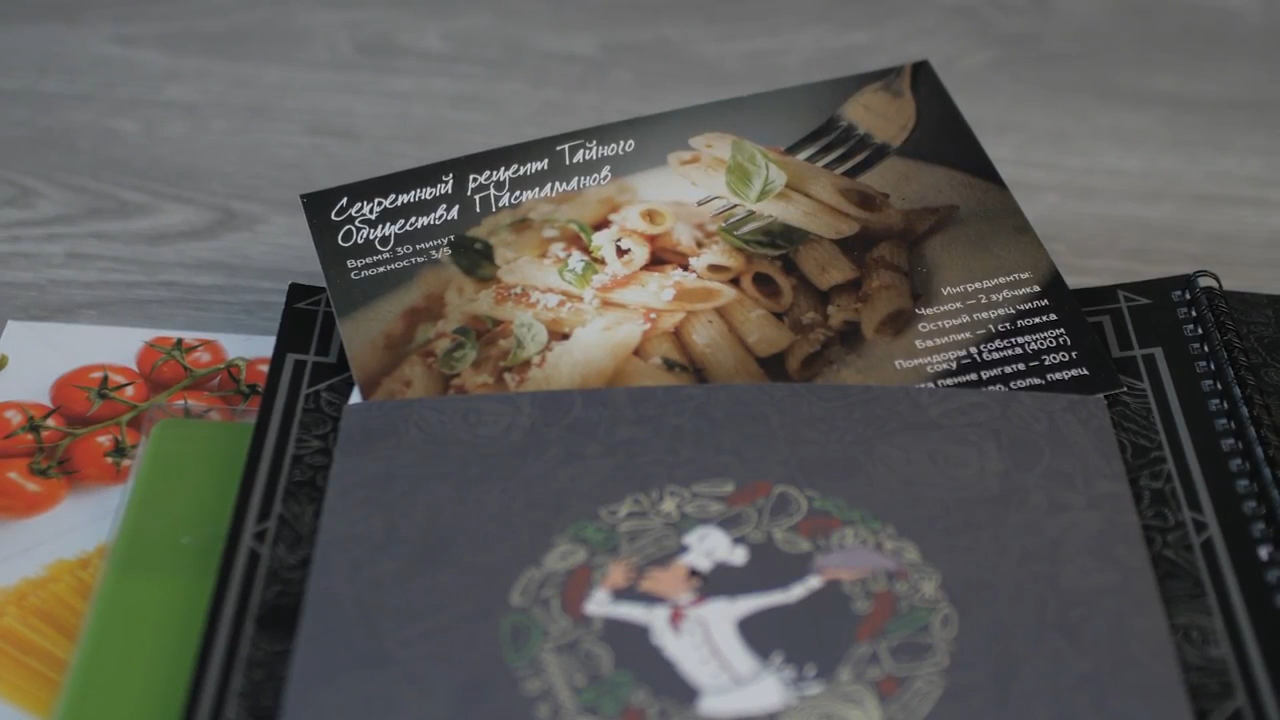 Секретный рецепт Тайного
Общества Пастаманов
Время: 30 минут
Сложность: 3/5
Ингредиенты:
Чеснок — 2 зубчика
Острый перец чили
Базилик — 1 ст. ложка
Помидоры в собственном
соку — 1 банка (400 г)
пенне ригате — 200 г
соль, перец